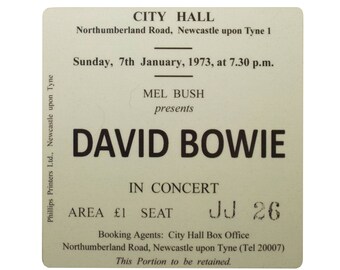 CITY HALL
Northumberland Road, Newcastle upon Tyne 1
Sunday, 7th January, 1973, at 7.30 p.m.
MEL BUSH
presents
DAVID BOWIE
IN CONCERT
AREA £1 SEAT JJ 26
Booking Agents: City Hall Box Office
Northumberland Road, Newcastle upon Tyne (Tel 20007)
This Portion to be retained.
Phillips Printers Ltd., Newcastle upon Tyne